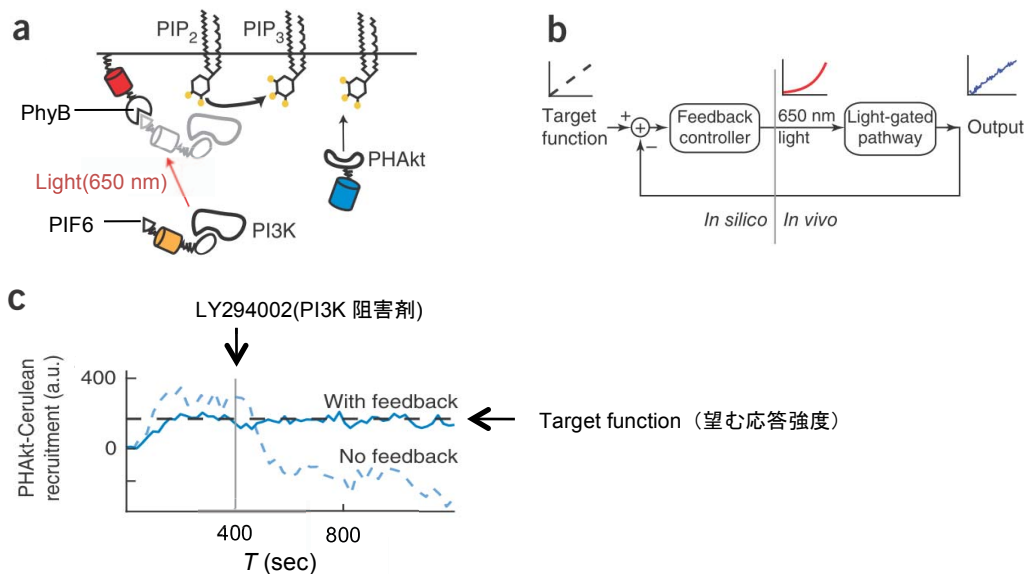 a
PIP2
PIP3
PhyB
PHAkt
Light(650 nm)
PIF6
PI3K
b
Target
function
+
+
−
Feedback
controller
650 nm
light
Light-gated
pathway
Output
In silico
In vivo
c
LY294002(PI3K 阻害剤)
PHAkt-Cerulean
recruitment (a.u.)
400
0
With feedback
No feedback
Target function（望む応答強度）
400
800
T (sec)